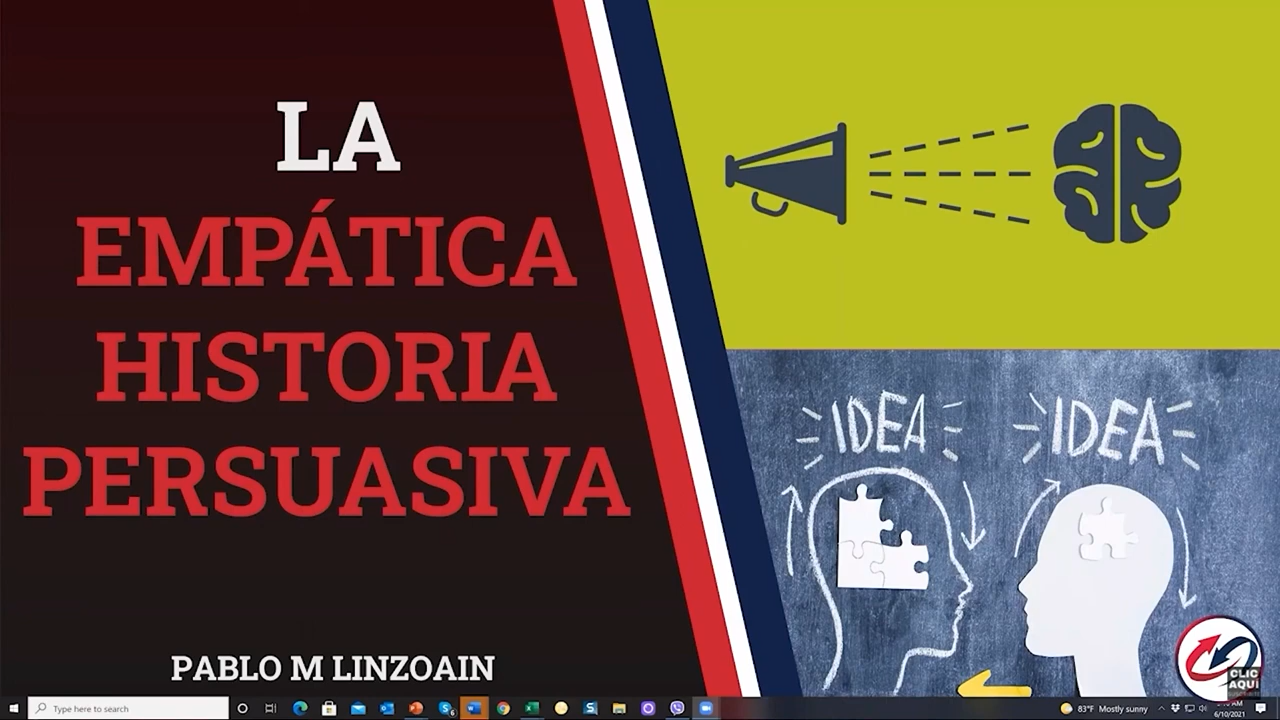 LA
EMPÁTICA
HISTORIA
PERSUASIVA
PABLO M LINZOAIN
IDEA
IDEA
CLIC
AQUÍ
Type here to search
83°F Mostly sunny
6/10/2021